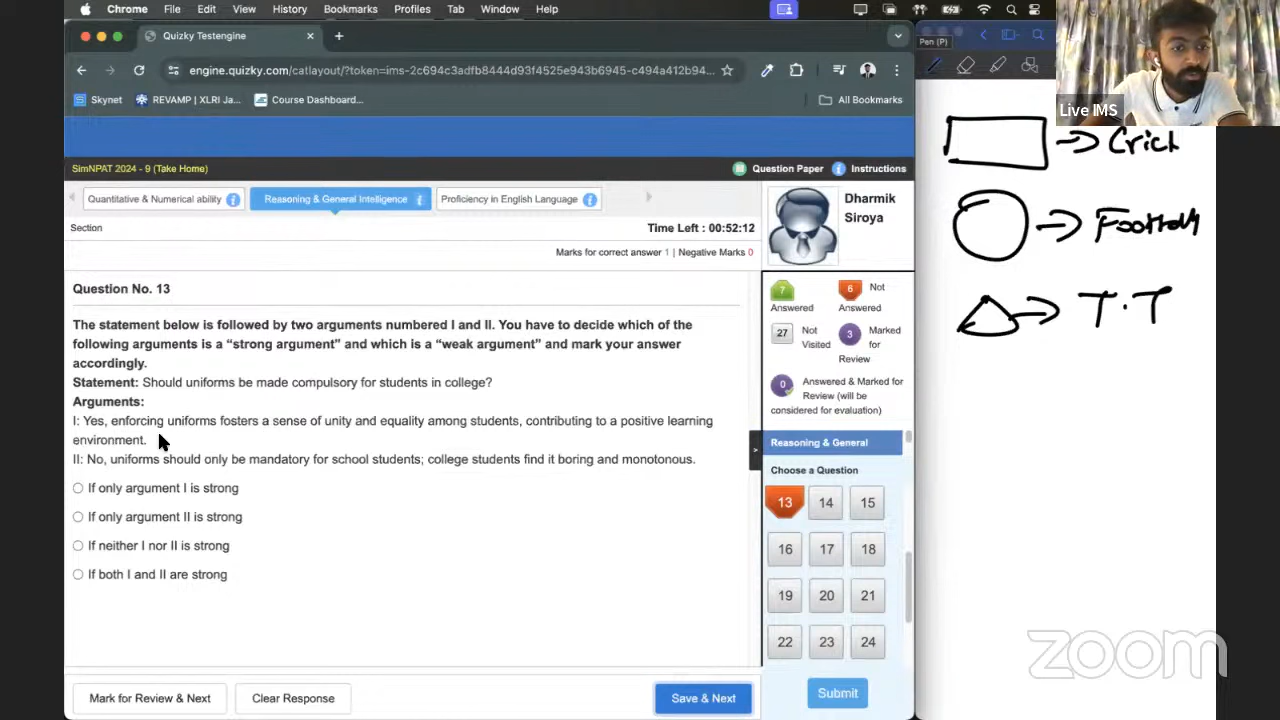 Chrome File Edit View History Bookmarks Profiles Tab Window Help
Quizky Testengine
Pen (P)
engine.quizky.com/catlayout/?token=ims-2c694c3adfb8444d93f4525e943b6945-c494a412b94...
Skynet REVAMP | XLRI Ja... Course Dashboard... All Bookmarks
Live IMS
SimNPAT 2024 - 9 (Take Home) Question Paper Instructions
Quantitative & Numerical ability Reasoning & General Intelligence Proficiency in English Language
Dharmik
Siroya
Section Time Left : 00:52:12
Marks for correct answer 1 | Negative Marks 0
Question No. 13
The statement below is followed by two arguments numbered I and II. You have to decide which of the
following arguments is a “strong argument” and which is a “weak argument” and mark your answer
accordingly.
Statement: Should uniforms be made compulsory for students in college?
Arguments:
I: Yes, enforcing uniforms fosters a sense of unity and equality among students, contributing to a positive learning
environment.
II: No, uniforms should only be mandatory for school students; college students find it boring and monotonous.
If only argument I is strong
If only argument II is strong
If neither I nor II is strong
If both I and II are strong
Mark for Review & Next Clear Response Save & Next
7 Answered
6 Not Answered
27 Not Visited
3 Marked for Review
0 Answered & Marked for
Review (will be
considered for evaluation)
Reasoning & General
Choose a Question
13 14 15
16 17 18
19 20 21
22 23 24
Submit
Crick
T.T
zoom